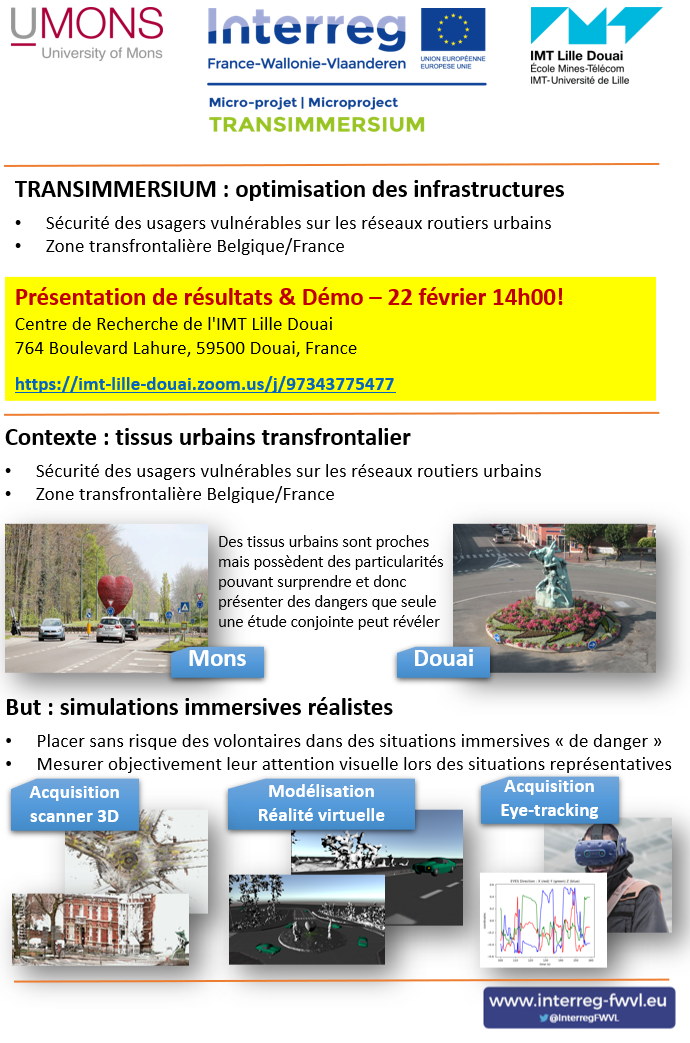 UMONS
University of Mons
Interreg
France-Wallonie-Vlaanderen
UNION EUROPÉENNE
EUROPESE UNIE
Micro-projet | Microproject
TRANSIMMERSIUM
IMT
IMT Lille Douai
École Mines-Télécom
IMT-Université de Lille
TRANSIMMERSIUM : optimisation des infrastructures
• Sécurité des usagers vulnérables sur les réseaux routiers urbains
• Zone transfrontalière Belgique/France
Présentation de résultats & Démo – 22 février 14h00!
Centre de Recherche de l'IMT Lille Douai
764 Boulevard Lahure, 59500 Douai, France
https://imt-lille-douai.zoom.us/j/97343775477
Contexte : tissus urbains transfrontalier
• Sécurité des usagers vulnérables sur les réseaux routiers urbains
• Zone transfrontalière Belgique/France
Des tissus urbains sont proches
mais possèdent des particularités
pouvant surprendre et donc
présenter des dangers que seule
une étude conjointe peut révéler
Mons
Douai
But : simulations immersives réalistes
• Placer sans risque des volontaires dans des situations immersives « de danger »
• Mesurer objectivement leur attention visuelle lors des situations représentatives
Acquisition
scanner 3D
Modélisation
Réalité virtuelle
Acquisition
Eye-tracking
www.interreg-fwvl.eu
@InterregFWVL